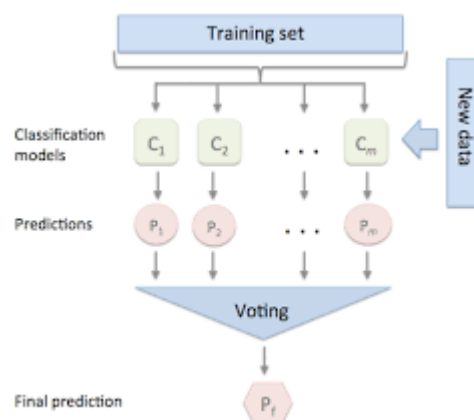 Training set
New data
Classification models
C1 C2 . . . Cm
Predictions
P1 P2 . . . Pm
Voting
Final prediction
Pf